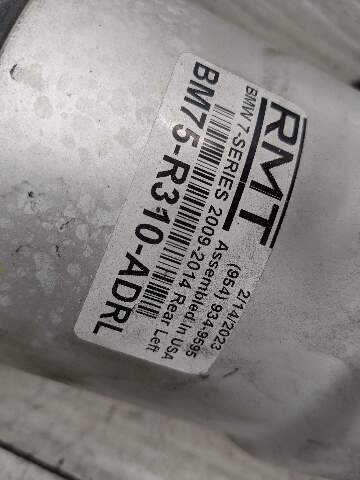 RMT
2/14/2023
(954) 934-9595
BMW 7-SERIES 2009-2014 Rear Left
Assembled in USA
BM75-R310-ADRL